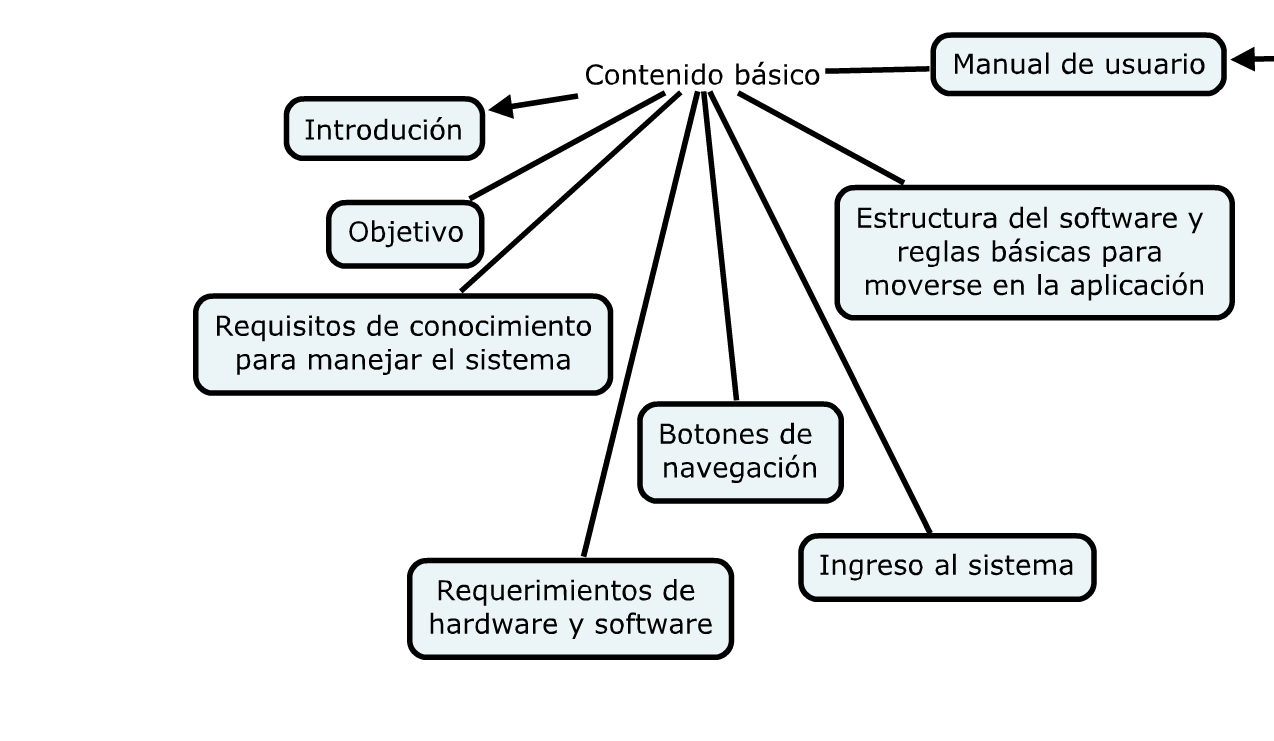 Manual de usuario
Contenido básico
Introdución
Objetivo
Requisitos de conocimiento
para manejar el sistema
Requerimientos de
hardware y software
Botones de
navegación
Ingreso al sistema
Estructura del software y
reglas básicas para
moverse en la aplicación